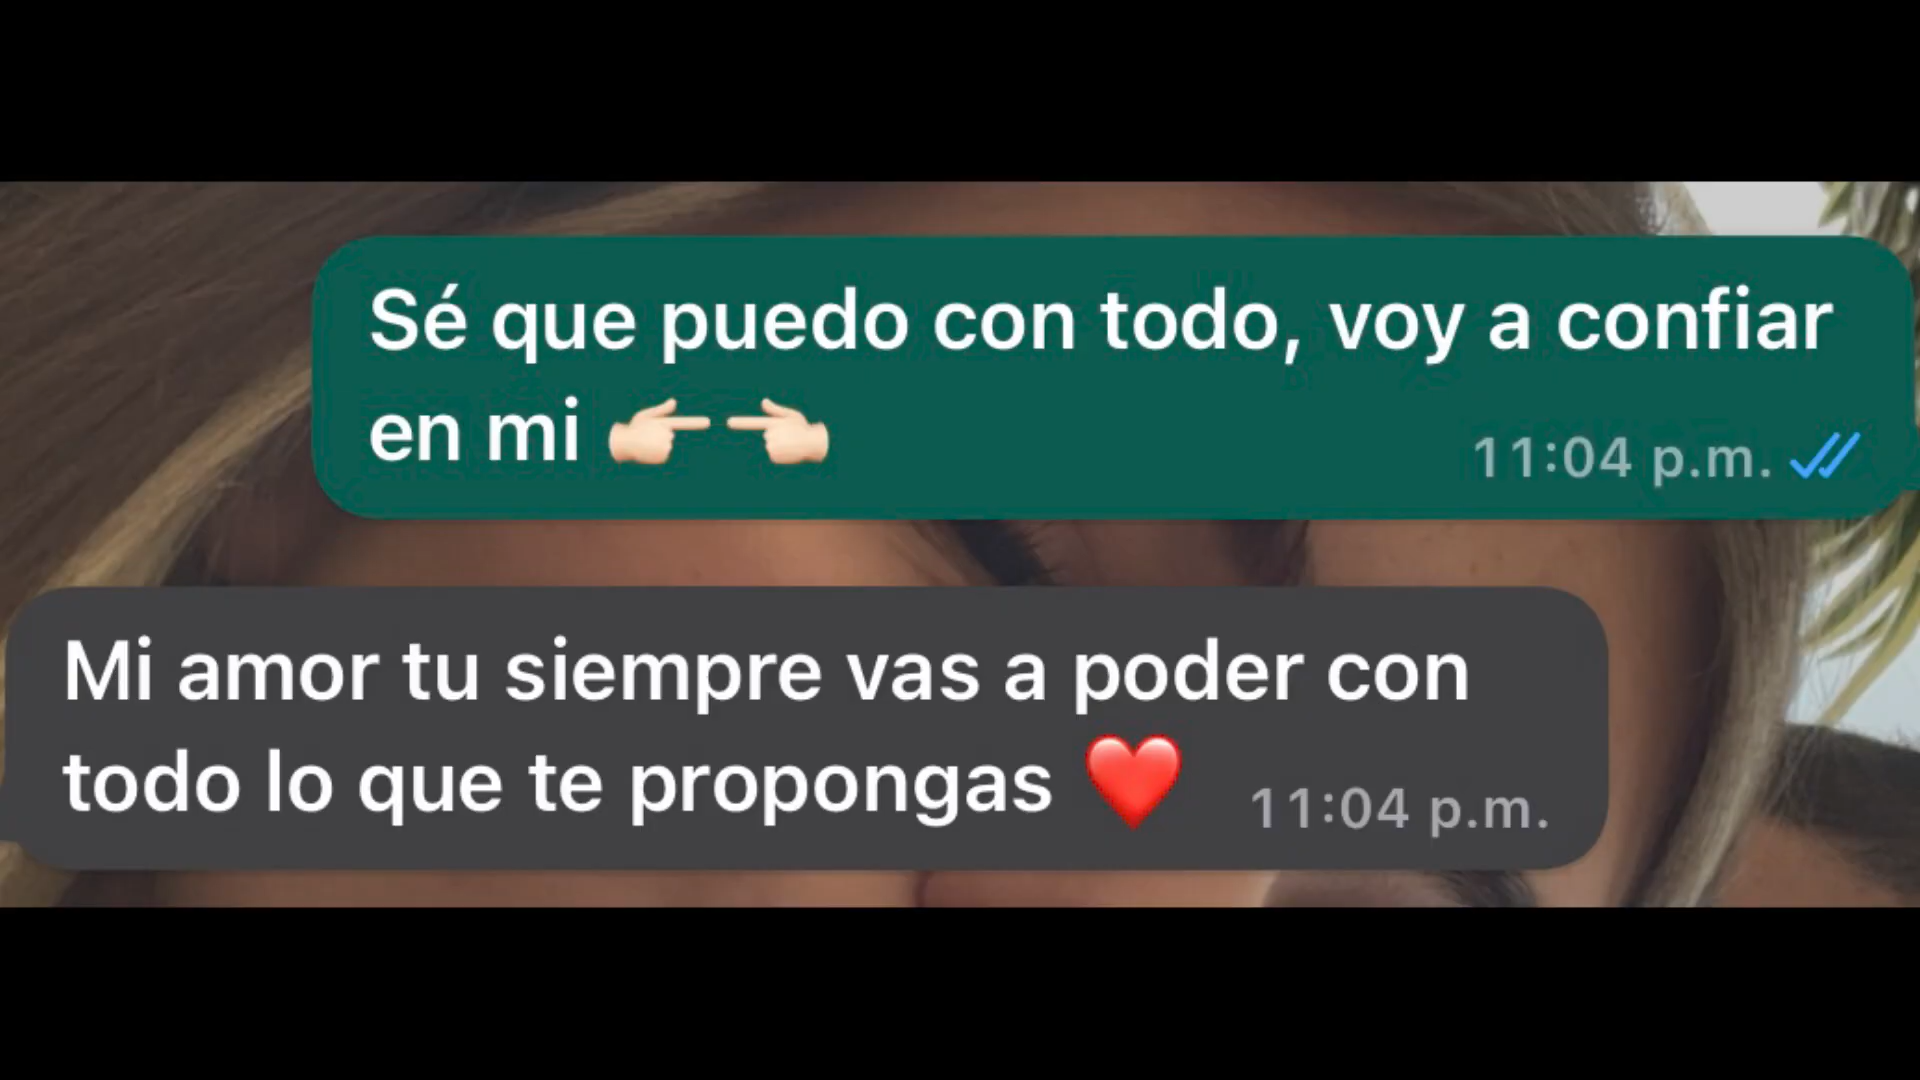 Sé que puedo con todo, voy a confiar
en mi 👉🏻👈🏻
11:04 p.m.
Mi amor tu siempre vas a poder con
todo lo que te propongas ❤️
11:04 p.m.